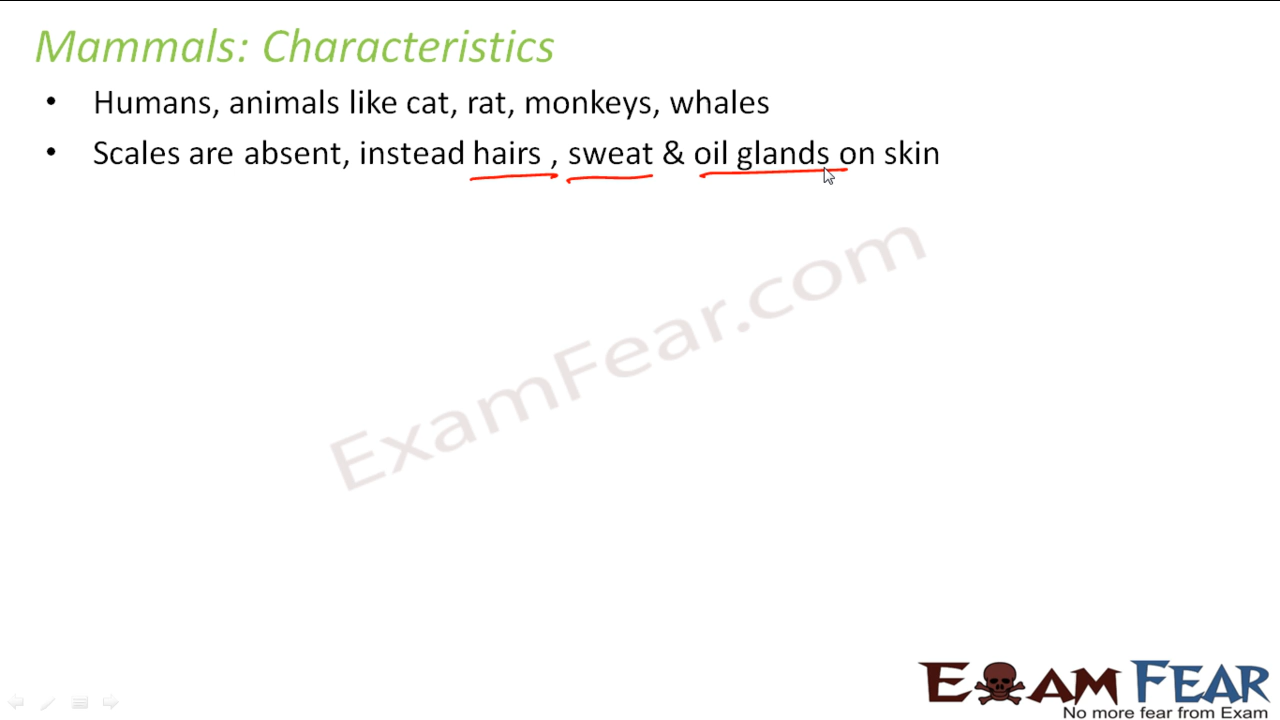 Mammals: Characteristics
• Humans, animals like cat, rat, monkeys, whales
• Scales are absent, instead hairs , sweat & oil glands on skin
ExamFear.com
EXAM FEAR
No more fear from Exam